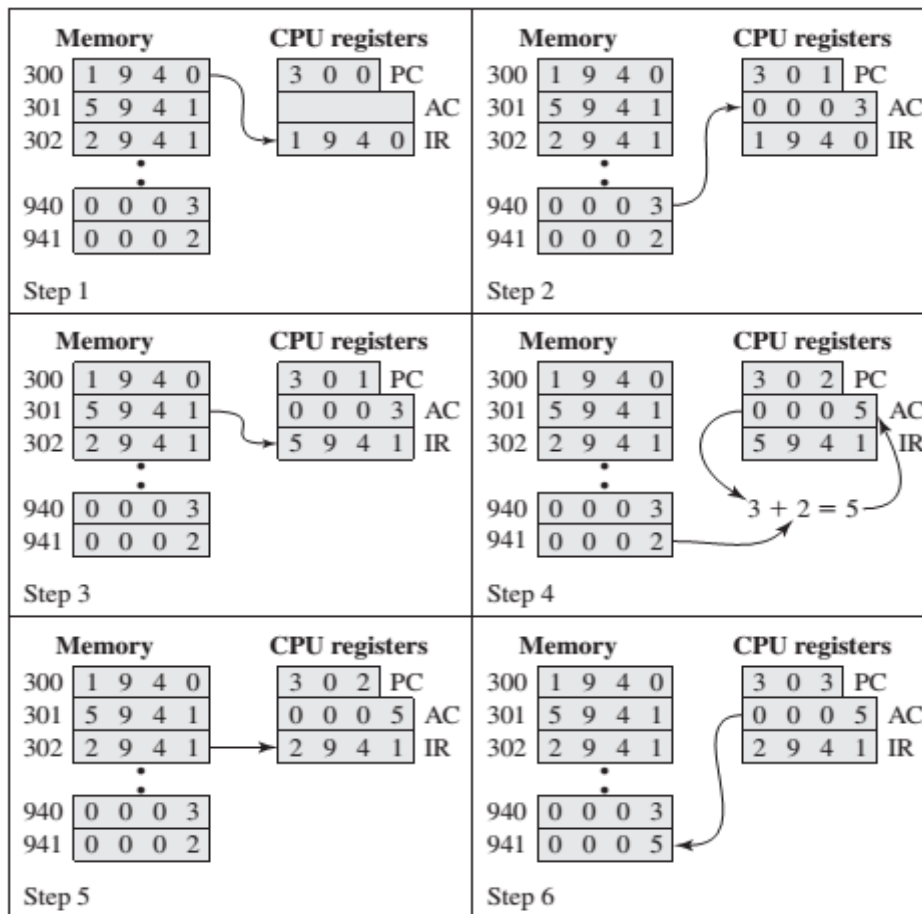 Memory CPU registers
300 1 9 4 0 3 0 0 PC
301 5 9 4 1 AC
302 2 9 4 1 1 9 4 0 IR
940 0 0 0 3
941 0 0 0 2
Step 1
Memory CPU registers
300 1 9 4 0 3 0 1 PC
301 5 9 4 1 0 0 0 3 AC
302 2 9 4 1 1 9 4 0 IR
940 0 0 0 3
941 0 0 0 2
Step 2
Memory CPU registers
300 1 9 4 0 3 0 1 PC
301 5 9 4 1 0 0 0 3 AC
302 2 9 4 1 5 9 4 1 IR
940 0 0 0 3
941 0 0 0 2
Step 3
Memory CPU registers
300 1 9 4 0 3 0 2 PC
301 5 9 4 1 0 0 0 5 AC
302 2 9 4 1 5 9 4 1 IR
940 0 0 0 3 3 + 2 = 5
941 0 0 0 2
Step 4
Memory CPU registers
300 1 9 4 0 3 0 2 PC
301 5 9 4 1 0 0 0 5 AC
302 2 9 4 1 2 9 4 1 IR
940 0 0 0 3
941 0 0 0 2
Step 5
Memory CPU registers
300 1 9 4 0 3 0 3 PC
301 5 9 4 1 0 0 0 5 AC
302 2 9 4 1 2 9 4 1 IR
940 0 0 0 3
941 0 0 0 5
Step 6